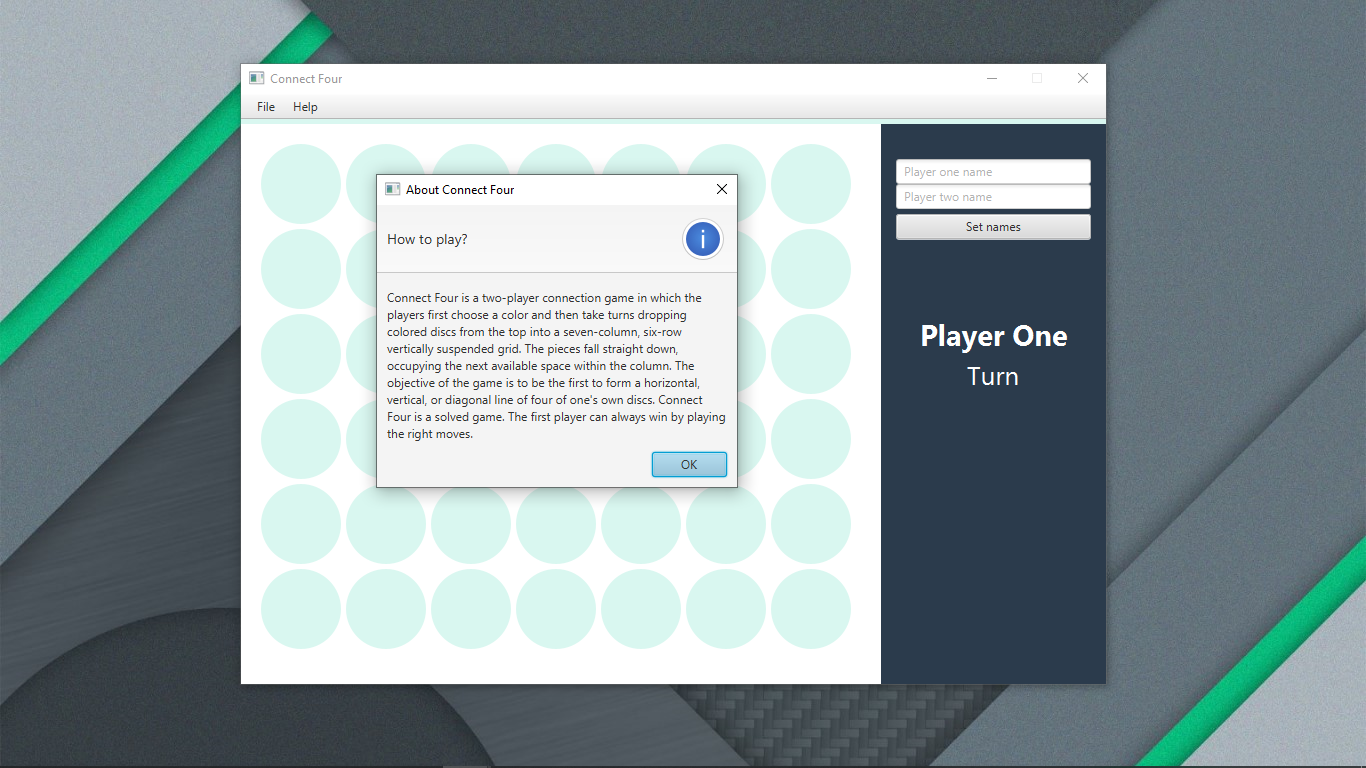 Connect Four
File Help
About Connect Four
How to play?
i
Connect Four is a two-player connection game in which the
players first choose a color and then take turns dropping
colored discs from the top into a seven-column, six-row
vertically suspended grid. The pieces fall straight down,
occupying the next available space within the column. The
objective of the game is to be the first to form a horizontal,
vertical, or diagonal line of four of one's own discs. Connect
Four is a solved game. The first player can always win by playing
the right moves.
OK
Player one name
Player two name
Set names
Player One
Turn